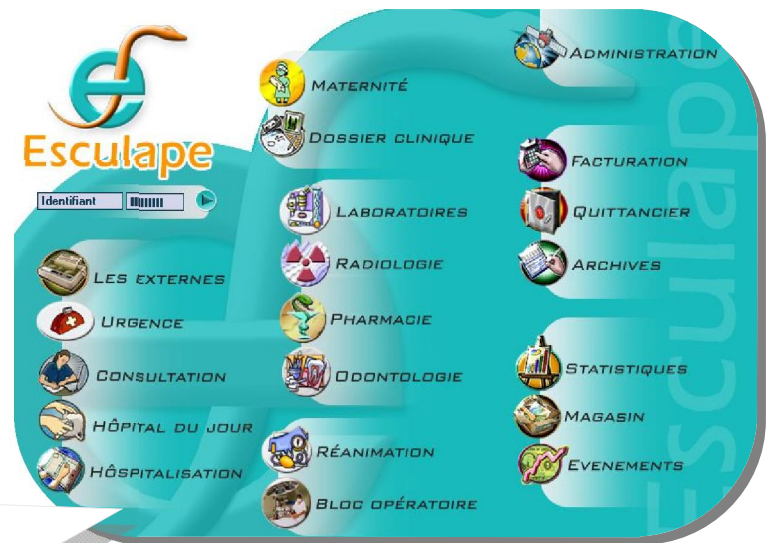 Esculape
Identifiant
LES EXTERNES
URGENCE
CONSULTATION
HÔPITAL DU JOUR
HÔSPITALISATION
MATERNITÉ
DOSSIER CLINIQUE
LABORATOIRES
RADIOLOGIE
PHARMACIE
ODONTOLOGIE
RÉANIMATION
BLOC OPÉRATOIRE
ADMINISTRATION
FACTURATION
QUITTANCIER
ARCHIVES
STATISTIQUES
MAGASIN
EVENEMENTS
Esculape